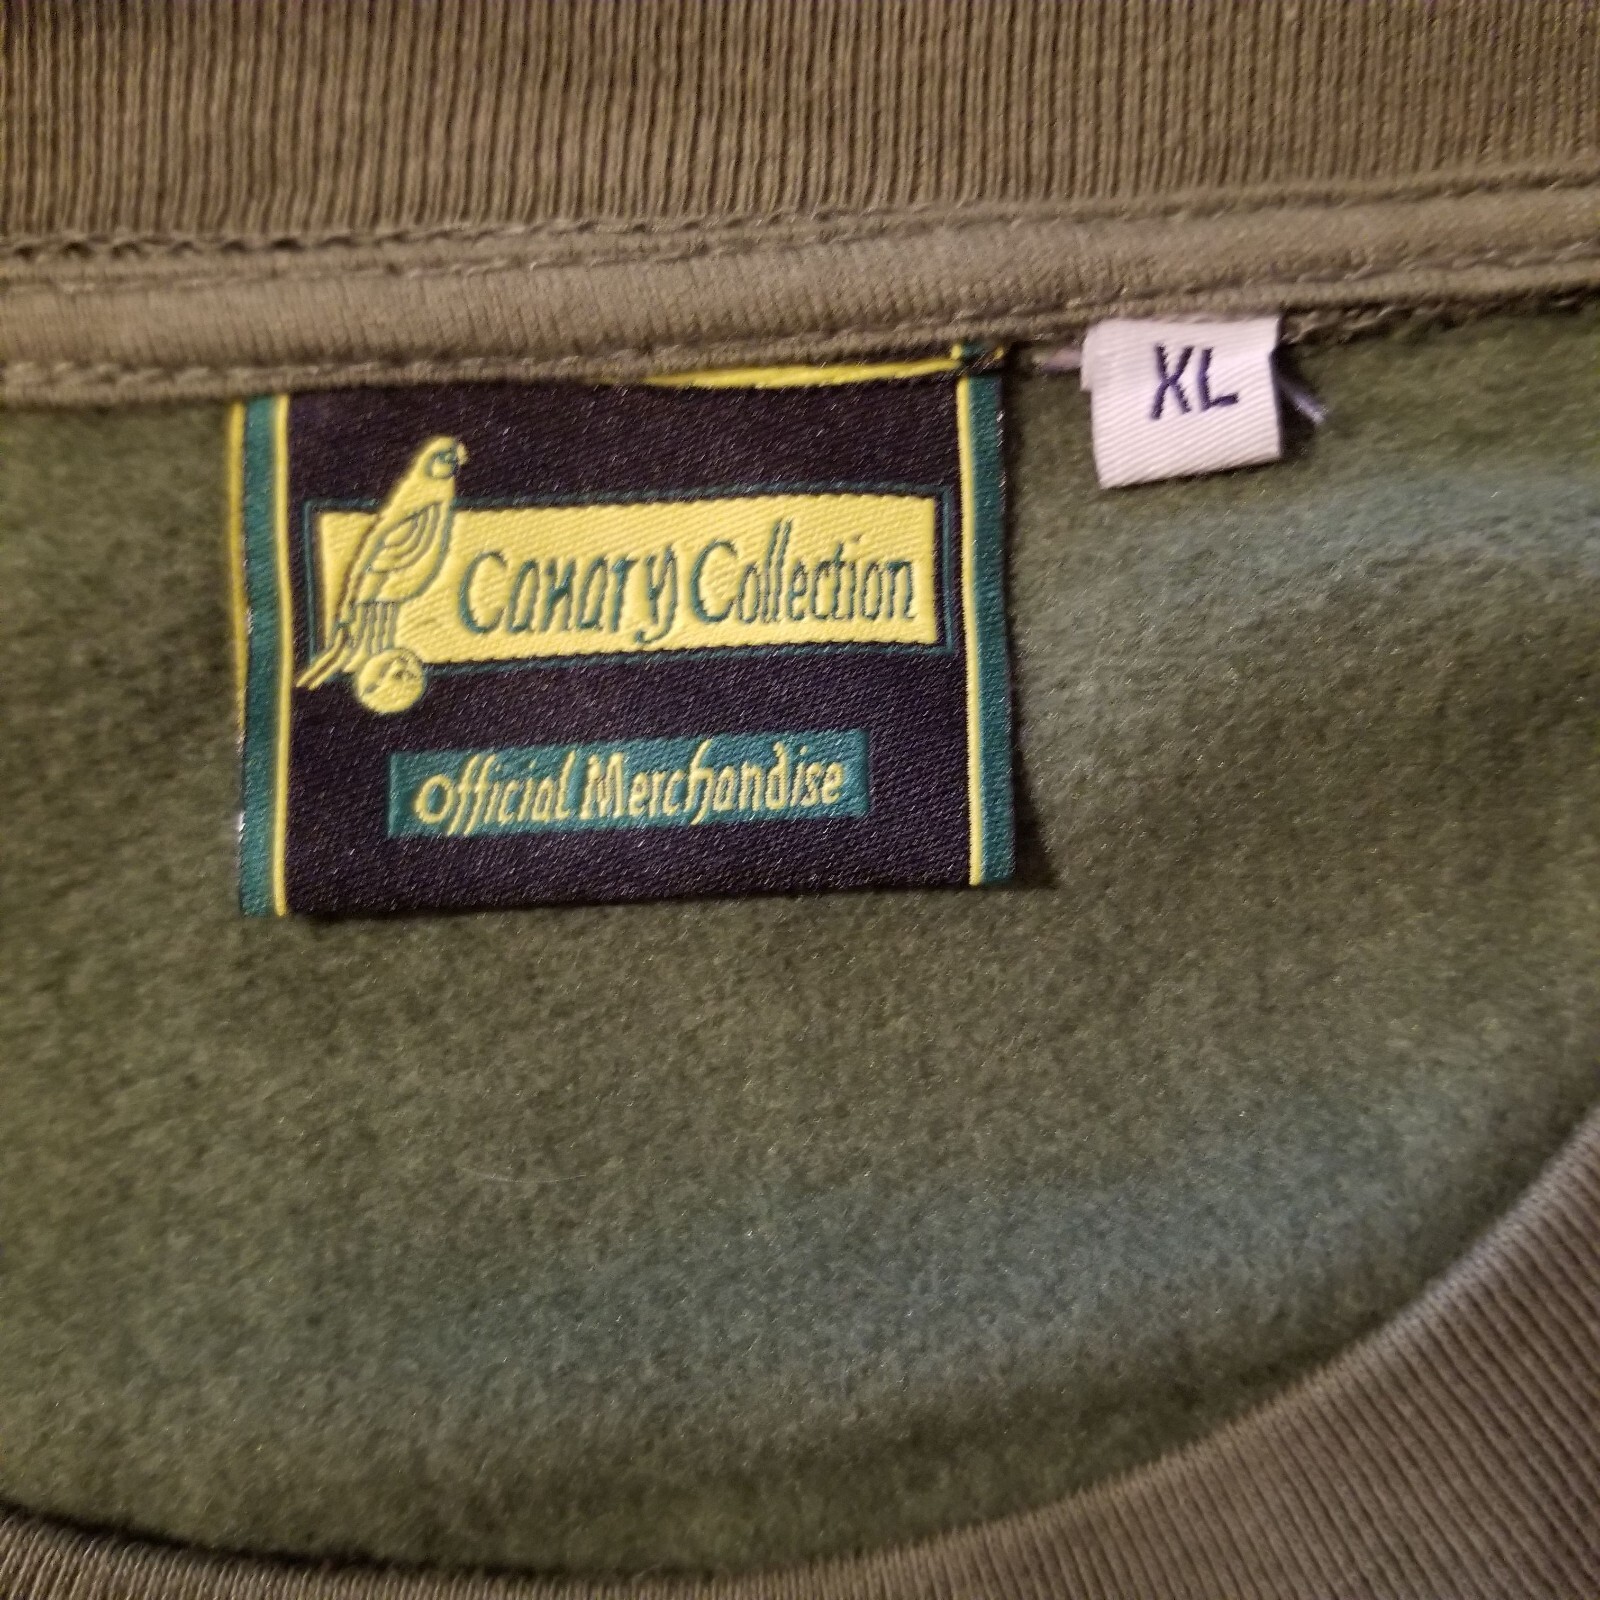 XL
Canary Collection
Official Merchandise